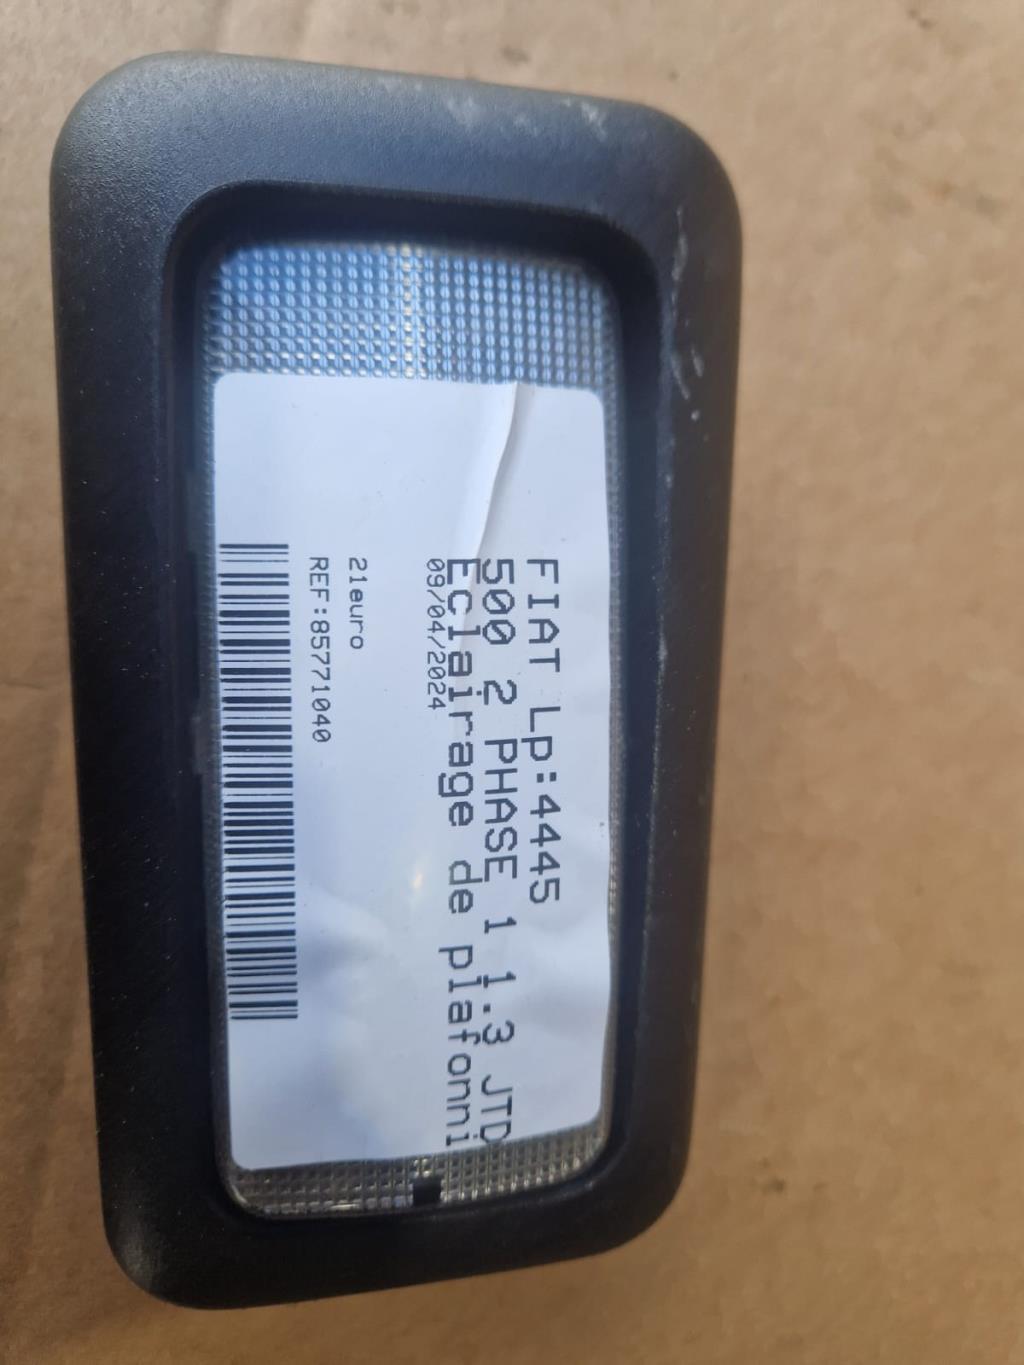 FIAT Lp:4445
500 2 PHASE 1 1.3 JTD
Eclairage de plafonni
09/04/2024
21euro
REF:85771040